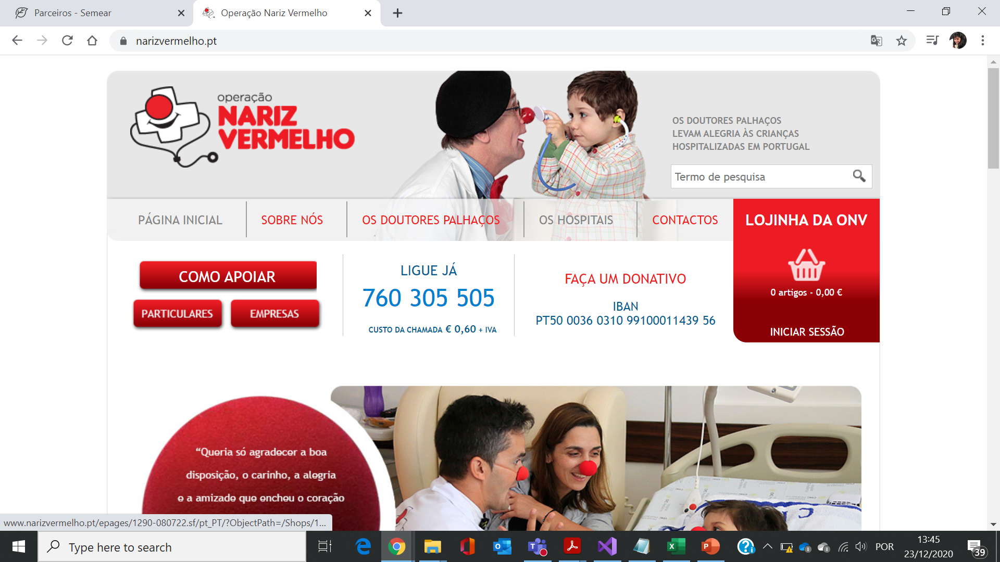 Parceiros - Semear
Operação Nariz Vermelho
narizvermelho.pt
operação
NARIZ
VERMELHO
OS DOUTORES PALHAÇOS
LEVAM ALEGRIA ÀS CRIANÇAS
HOSPITALIZADAS EM PORTUGAL
Termo de pesquisa
PÁGINA INICIAL
SOBRE NÓS
OS DOUTORES PALHAÇOS
OS HOSPITAIS
CONTACTOS
LOJINHA DA ONV
0 artigos - 0,00 €
INICIAR SESSÃO
COMO APOIAR
PARTICULARES
EMPRESAS
LIGUE JÁ
760 305 505
CUSTO DA CHAMADA € 0,60 + IVA
FAÇA UM DONATIVO
IBAN
PT50 0036 0310 99100011439 56
“Queria só agradecer a boa
disposição, o carinho, a alegria
e a amizade que encheu o coração
www.narizvermelho.pt/epages/1290-080722.sf/pt_PT/?ObjectPath=/Shops/1...
Type here to search
POR
13:45
23/12/2020
39